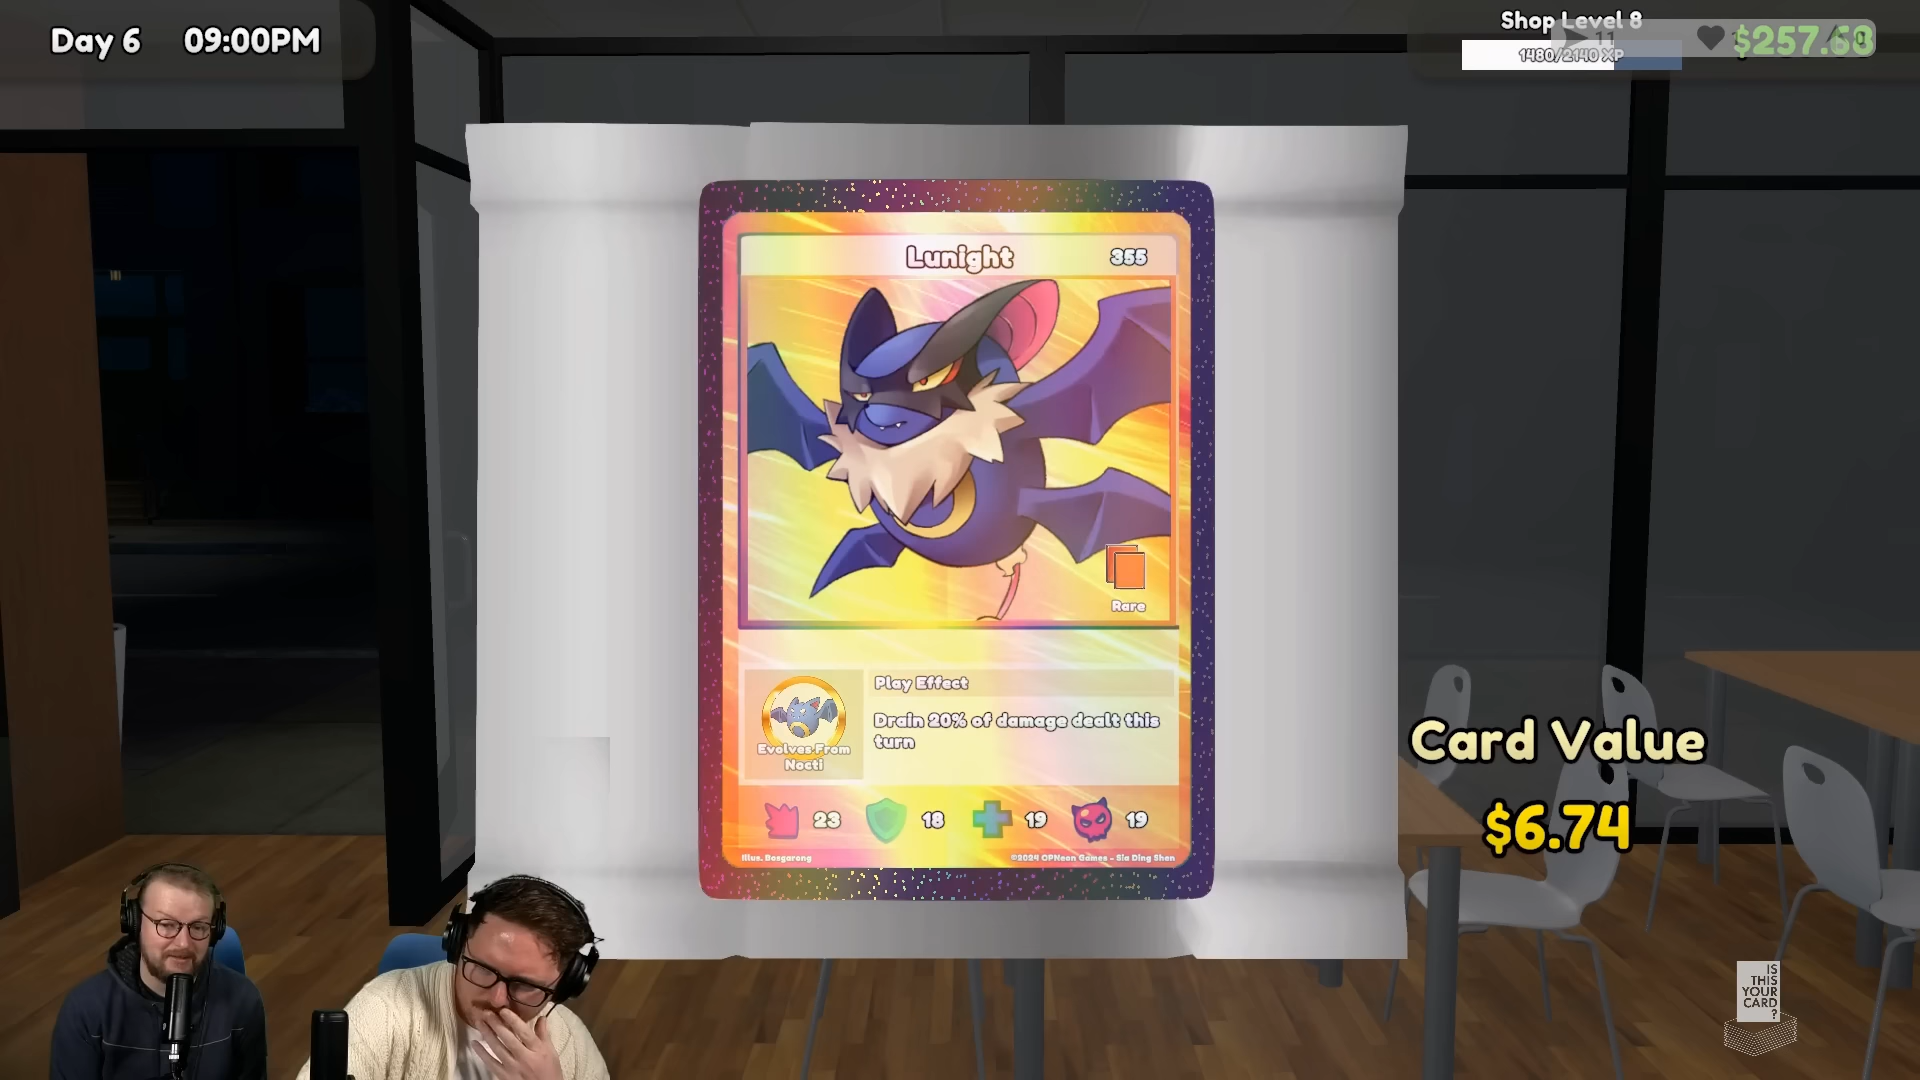 Day 6
09:00PM
Shop Level 8
1480/2140 XP
11
$257.68
Lunight
355
Rare
Play Effect
Drain 20% of damage dealt this
turn
Evolves From
Nocti
23
18
19
19
Illus. Bosgarong
©2024 OPNeon Games - Sia Ding Shen
Card Value
$6.74
IS
THIS
YOUR
CARD
?